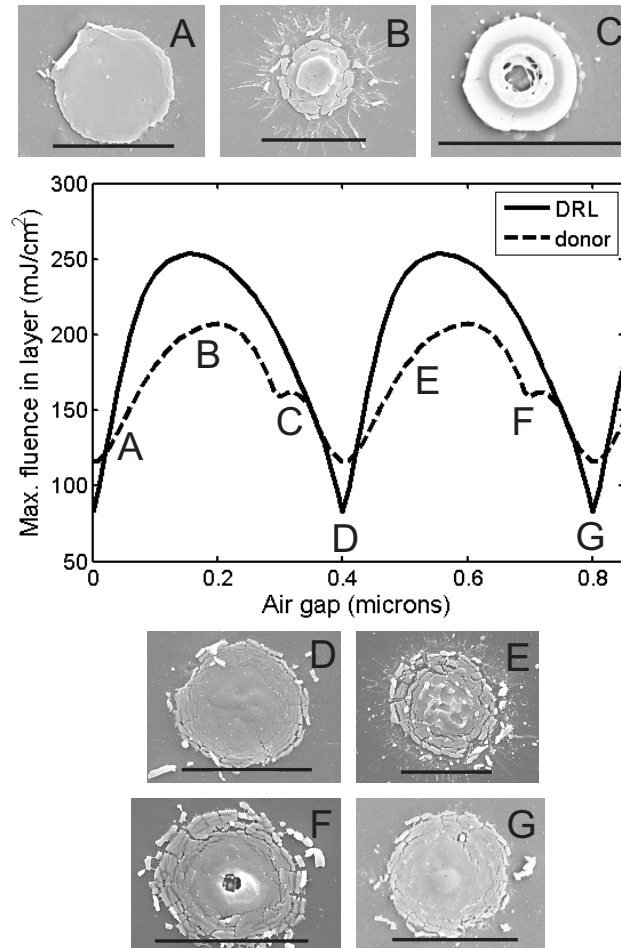 A
B
C
300
250
200
150
100
50
Max. fluence in layer (mJ/cm²)
DRL
donor
A
B
C
D
E
F
G
0
0.2
0.4
0.6
0.8
Air gap (microns)
D
E
F
G